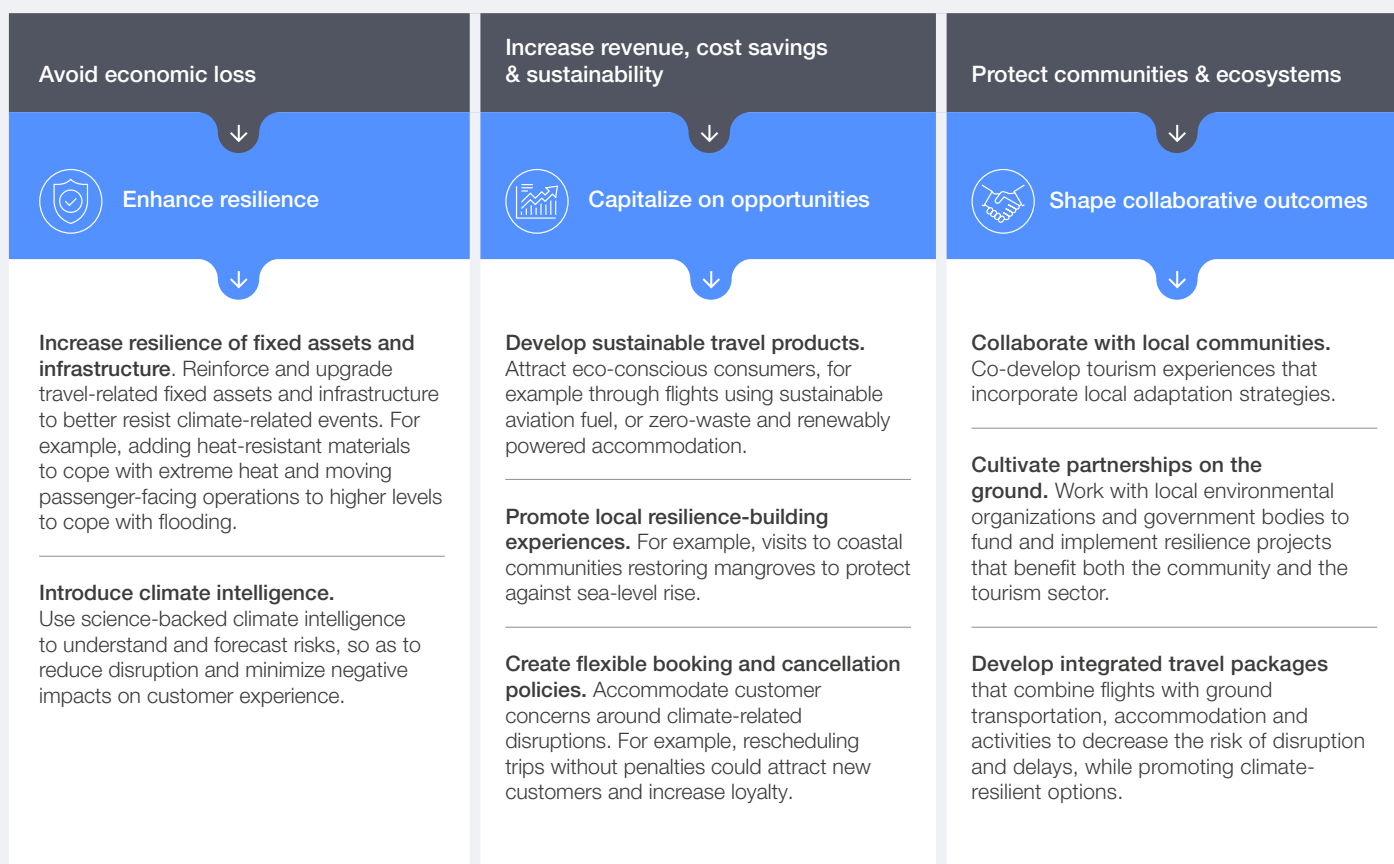 Avoid economic loss
Enhance resilience
Increase resilience of fixed assets and
infrastructure. Reinforce and upgrade
travel-related fixed assets and infrastructure
to better resist climate-related events. For
example, adding heat-resistant materials
to cope with extreme heat and moving
passenger-facing operations to higher levels
to cope with flooding.
Introduce climate intelligence.
Use science-backed climate intelligence
to understand and forecast risks, so as to
reduce disruption and minimize negative
impacts on customer experience.
Increase revenue, cost savings
& sustainability
Capitalize on opportunities
Develop sustainable travel products.
Attract eco-conscious consumers, for
example through flights using sustainable
aviation fuel, or zero-waste and renewably
powered accommodation.
Promote local resilience-building
experiences. For example, visits to coastal
communities restoring mangroves to protect
against sea-level rise.
Create flexible booking and cancellation
policies. Accommodate customer
concerns around climate-related
disruptions. For example, rescheduling
trips without penalties could attract new
customers and increase loyalty.
Protect communities & ecosystems
Shape collaborative outcomes
Collaborate with local communities.
Co-develop tourism experiences that
incorporate local adaptation strategies.
Cultivate partnerships on the
ground. Work with local environmental
organizations and government bodies to
fund and implement resilience projects
that benefit both the community and the
tourism sector.
Develop integrated travel packages
that combine flights with ground
transportation, accommodation and
activities to decrease the risk of disruption
and delays, while promoting climate-
resilient options.